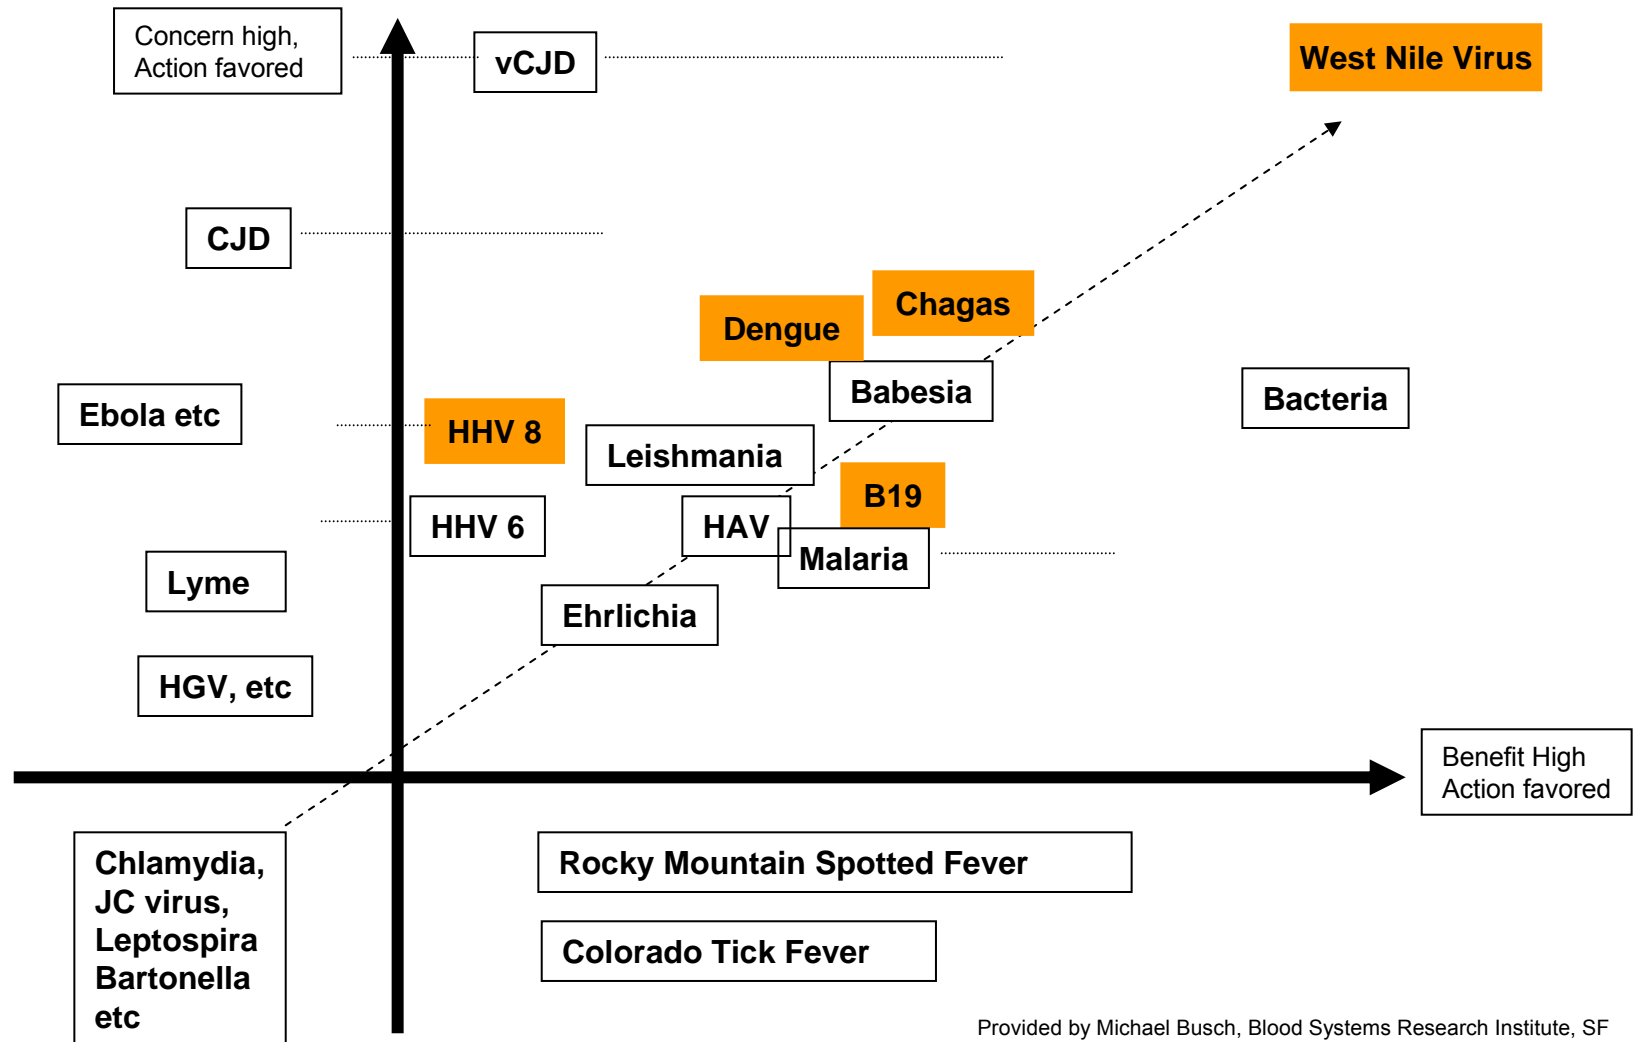 Concern high,
Action favored
vCJD
West Nile Virus
CJD
Chagas
Dengue
Babesia
Bacteria
Ebola etc
HHV 8
Leishmania
B19
HHV 6
HAV
Malaria
Lyme
Ehrlichia
HGV, etc
Benefit High
Action favored
Chlamydia,
JC virus,
Leptospira
Bartonella
etc
Rocky Mountain Spotted Fever
Colorado Tick Fever
Provided by Michael Busch, Blood Systems Research Institute, SF